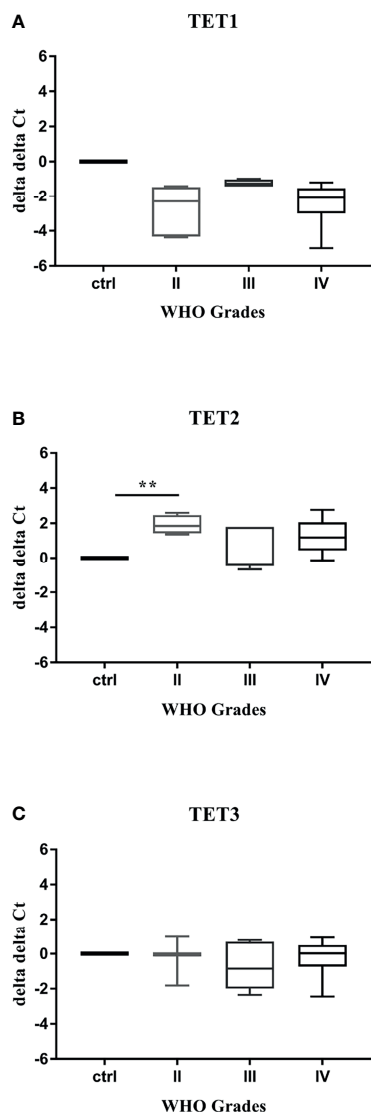 A
TET1
delta delta Ct
6
4
2
0
-2
-4
-6
ctrl II III IV
WHO Grades
B
TET2
delta delta Ct
6
4
2
0
-2
-4
-6
**
ctrl II III IV
WHO Grades
C
TET3
delta delta Ct
6
4
2
0
-2
-4
-6
ctrl II III IV
WHO Grades